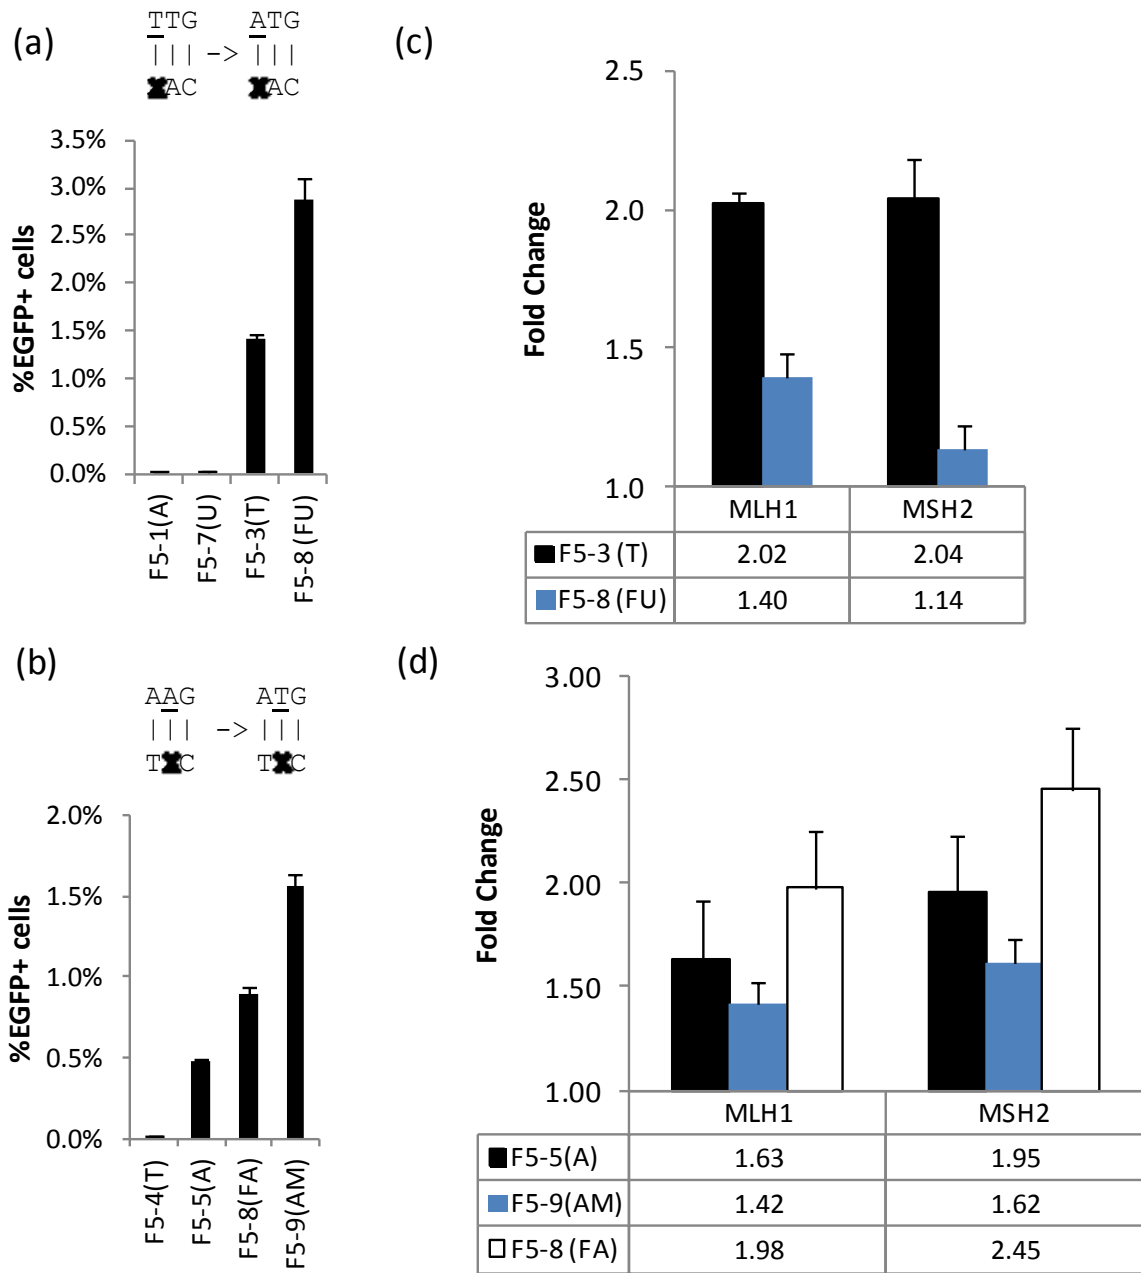 (a)
TTG ATG
||| -> |||
XAC XAC
%EGFP+ cells
3.5%
3.0%
2.5%
2.0%
1.5%
1.0%
0.5%
0.0%
F5-1(A)
F5-7(U)
F5-3(T)
F5-8(FU)
(c)
Fold Change
2.5
2.0
1.5
1.0
MLH1 MSH2
F5-3 (T) 2.02 2.04
F5-8 (FU) 1.40 1.14
(b)
AAG ATG
||| -> |||
TXC TXC
%EGFP+ cells
2.0%
1.5%
1.0%
0.5%
0.0%
F5-4(T)
F5-5(A)
F5-8(FA)
F5-9(AM)
(d)
Fold Change
3.00
2.50
2.00
1.50
1.00
MLH1 MSH2
F5-5(A) 1.63 1.95
F5-9(AM) 1.42 1.62
F5-8 (FA) 1.98 2.45